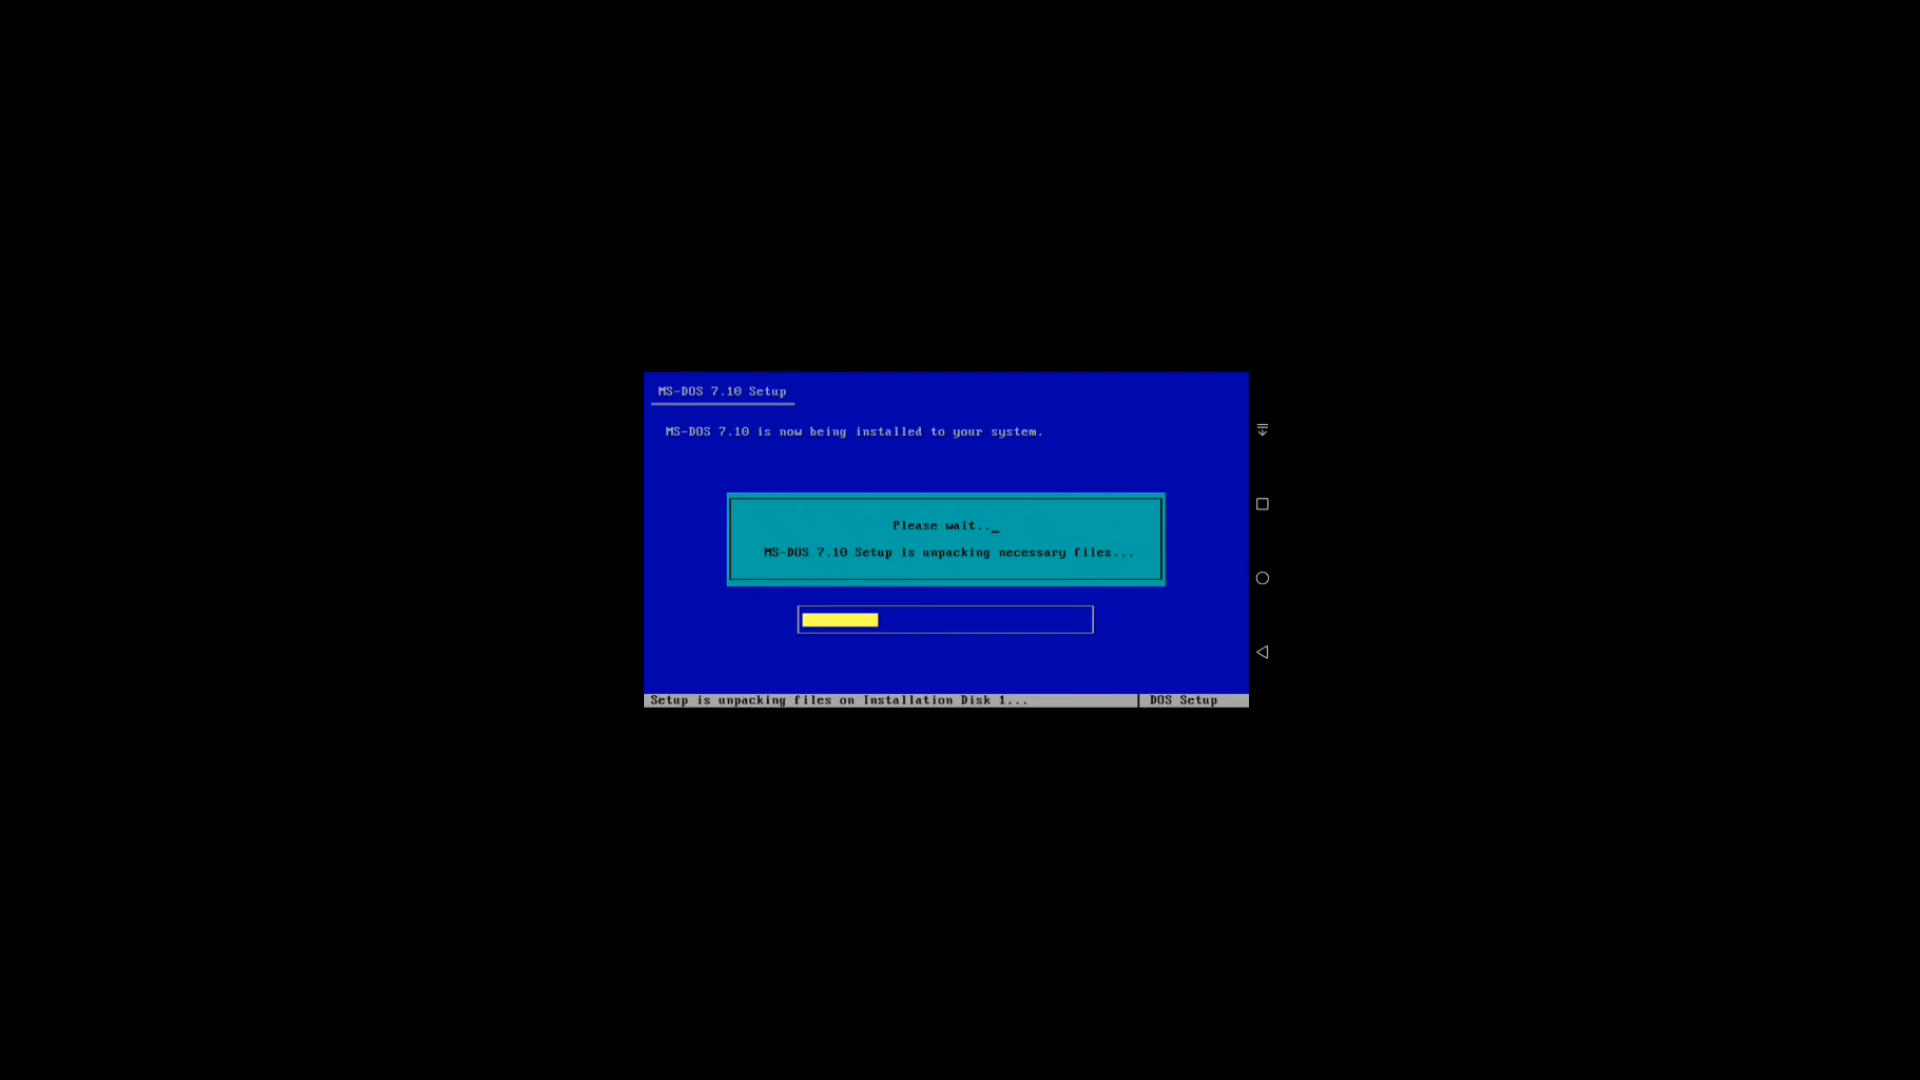 MS-DOS 7.10 Setup
MS-DOS 7.10 is now being installed to your system.
Please wait.._
MS-DOS 7.10 Setup is unpacking necessary files...
Setup is unpacking files on Installation Disk 1... DOS Setup